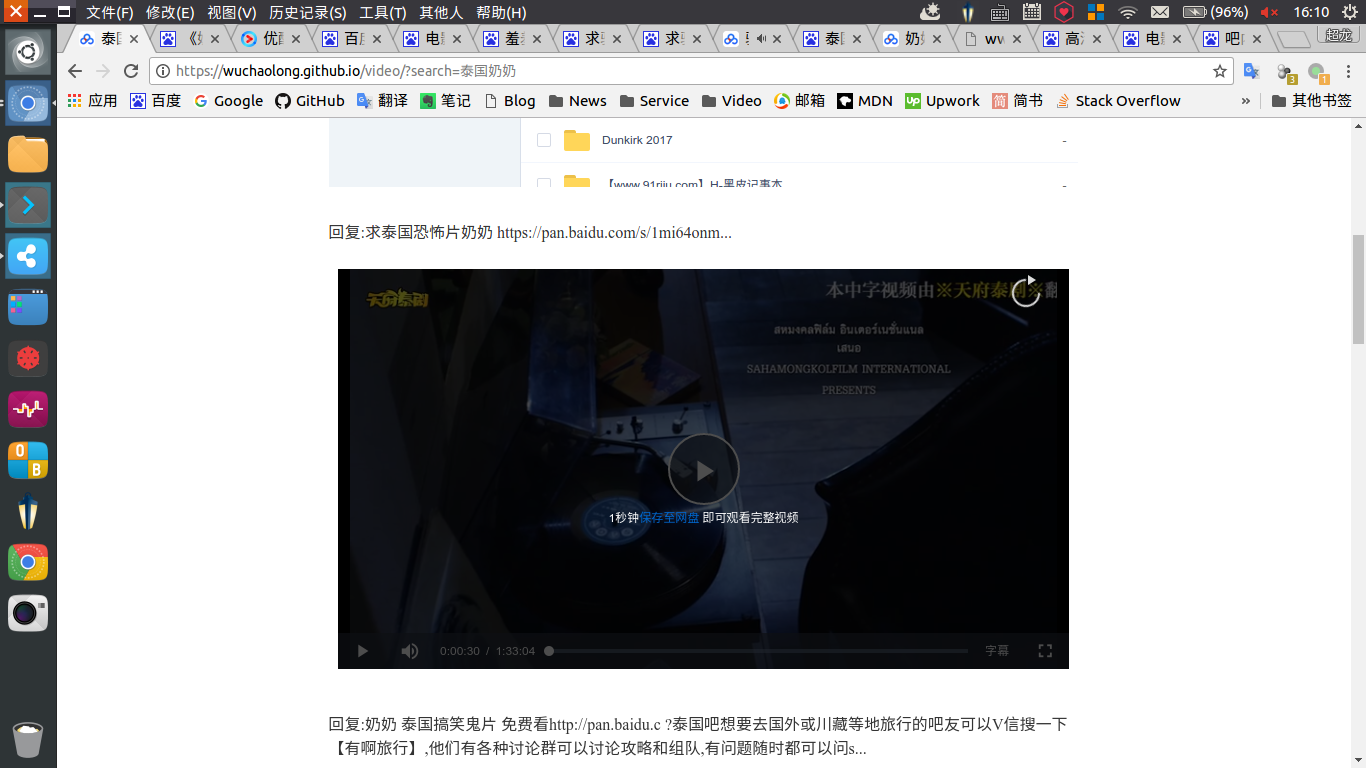 文件(F) 修改(E) 视图(V) 历史记录(S) 工具(T) 其他人 帮助(H)
(96%) 16:10
泰国 优酷 百度 电影 羞羞 求 求 泰国 奶奶 高清 电影 吧 超龙
https://wuchaolong.github.io/video/?search=泰国奶奶
3 1
应用 百度 Google GitHub 翻译 笔记 Blog News Service Video 邮箱 MDN Upwork 简书 Stack Overflow » 其他书签
Dunkirk 2017 -
【www.91riju.com】H-黑皮记事本 -
回复:求泰国恐怖片奶奶 https://pan.baidu.com/s/1mi64onm...
本中字视频由※天府泰剧※翻
天府泰剧
สหมงคลฟิล์ม อินเตอร์เนชั่นแนล
เสนอ
SAHAMONGKOLFILM INTERNATIONAL
PRESENTS
1秒钟保存至网盘 即可观看完整视频
0:00:30 / 1:33:04 字幕
回复:奶奶 泰国搞笑鬼片 免费看http://pan.baidu.c ?泰国吧想要去国外或川藏等地旅行的吧友可以V信搜一下
【有啊旅行】,他们有各种讨论群可以讨论攻略和组队,有问题随时都可以问s...